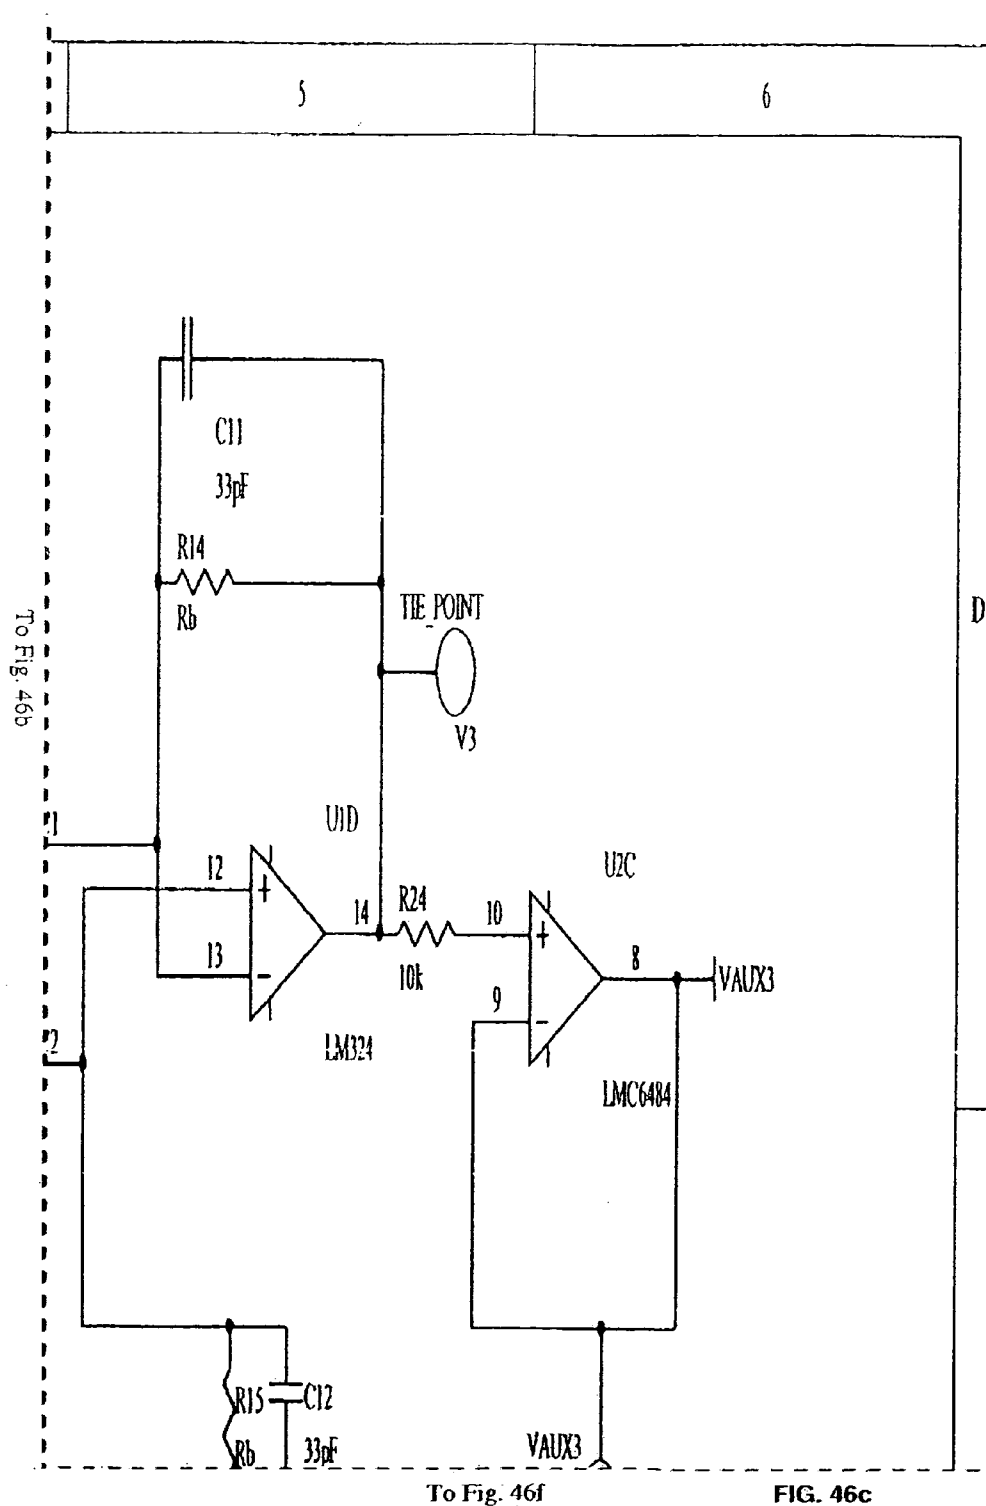 5
6
C11
33pF
R14
Rb
TIE_POINT
V3
D
To Fig. 46b
U1D
1
12
13
14
R24
10k
LM324
U2C
10
9
8
VAUX3
LMC6484
2
R15
Rb
C12
33pF
VAUX3
To Fig. 46f
FIG. 46c